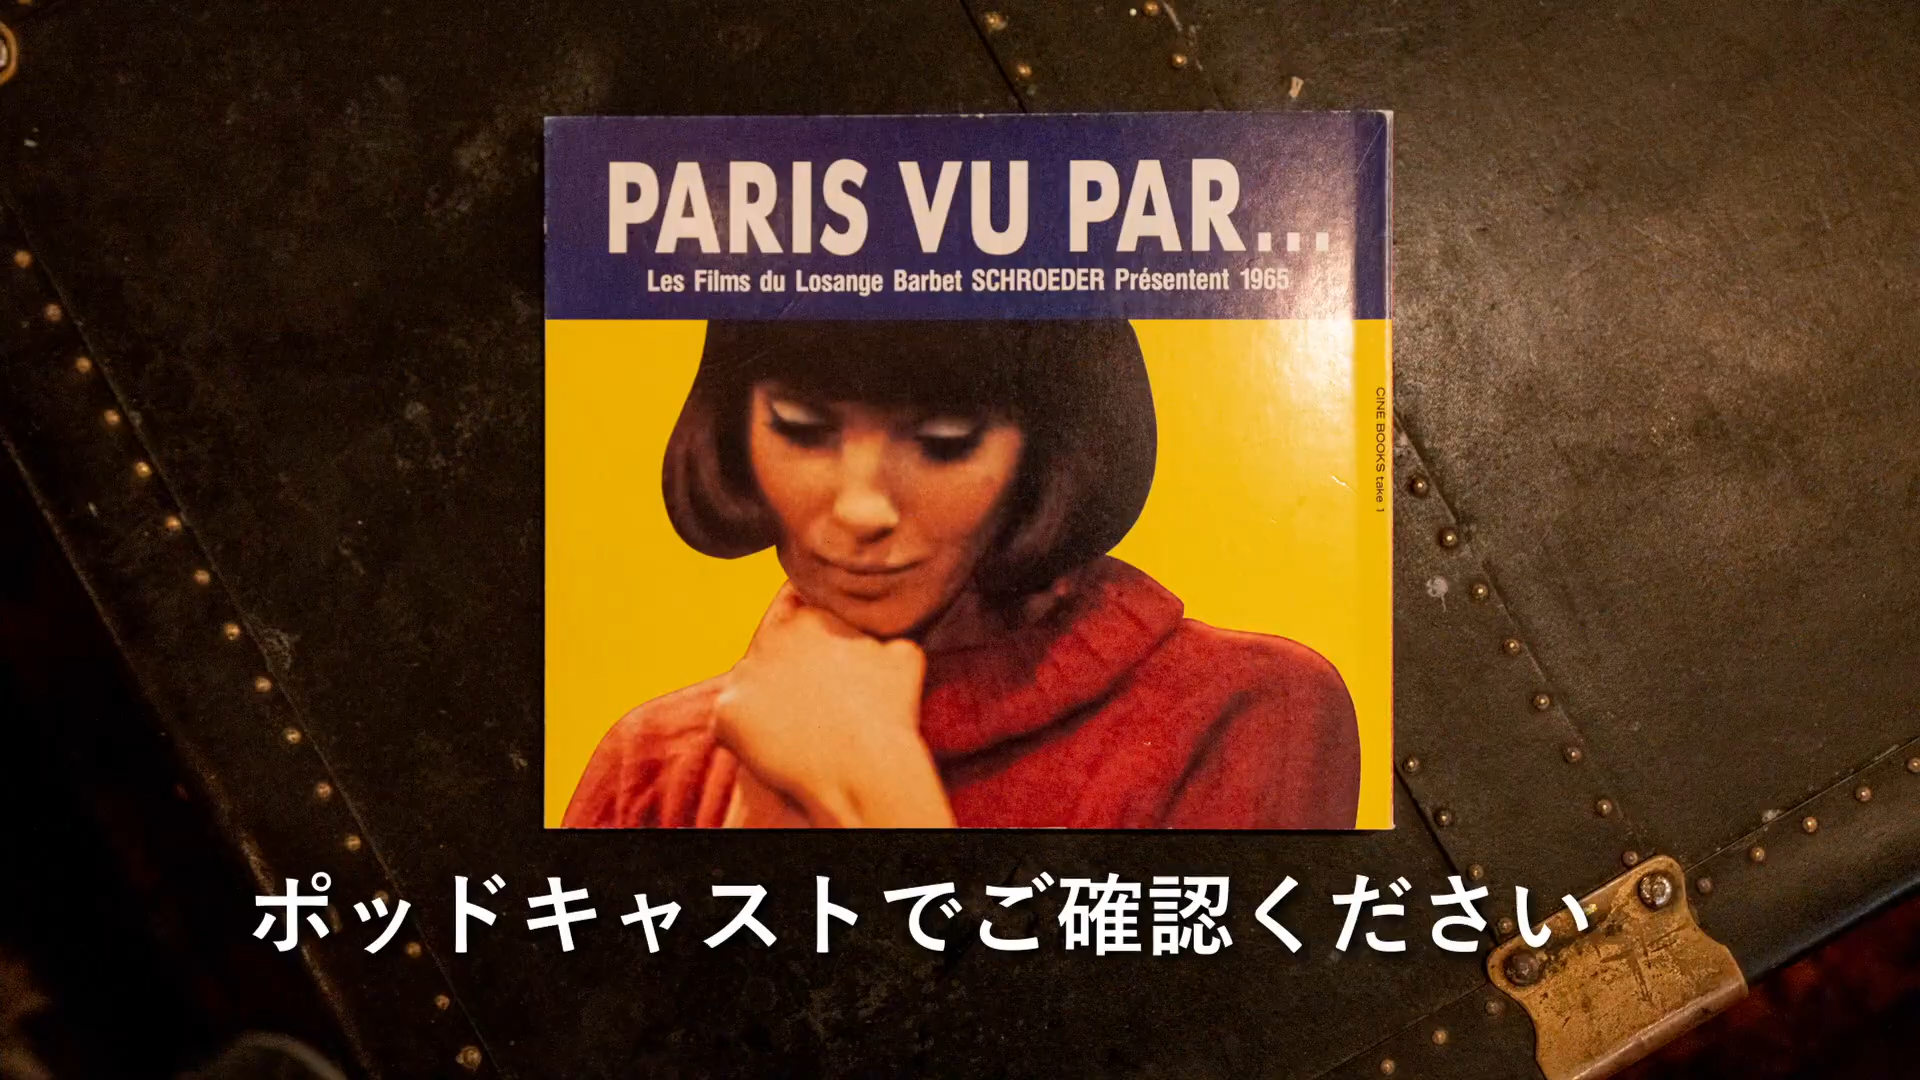 PARIS VU PAR...
Les Films du Losange Barbet SCHROEDER Présentent 1965
CINE BOOKS take 1
ポッドキャストでご確認ください